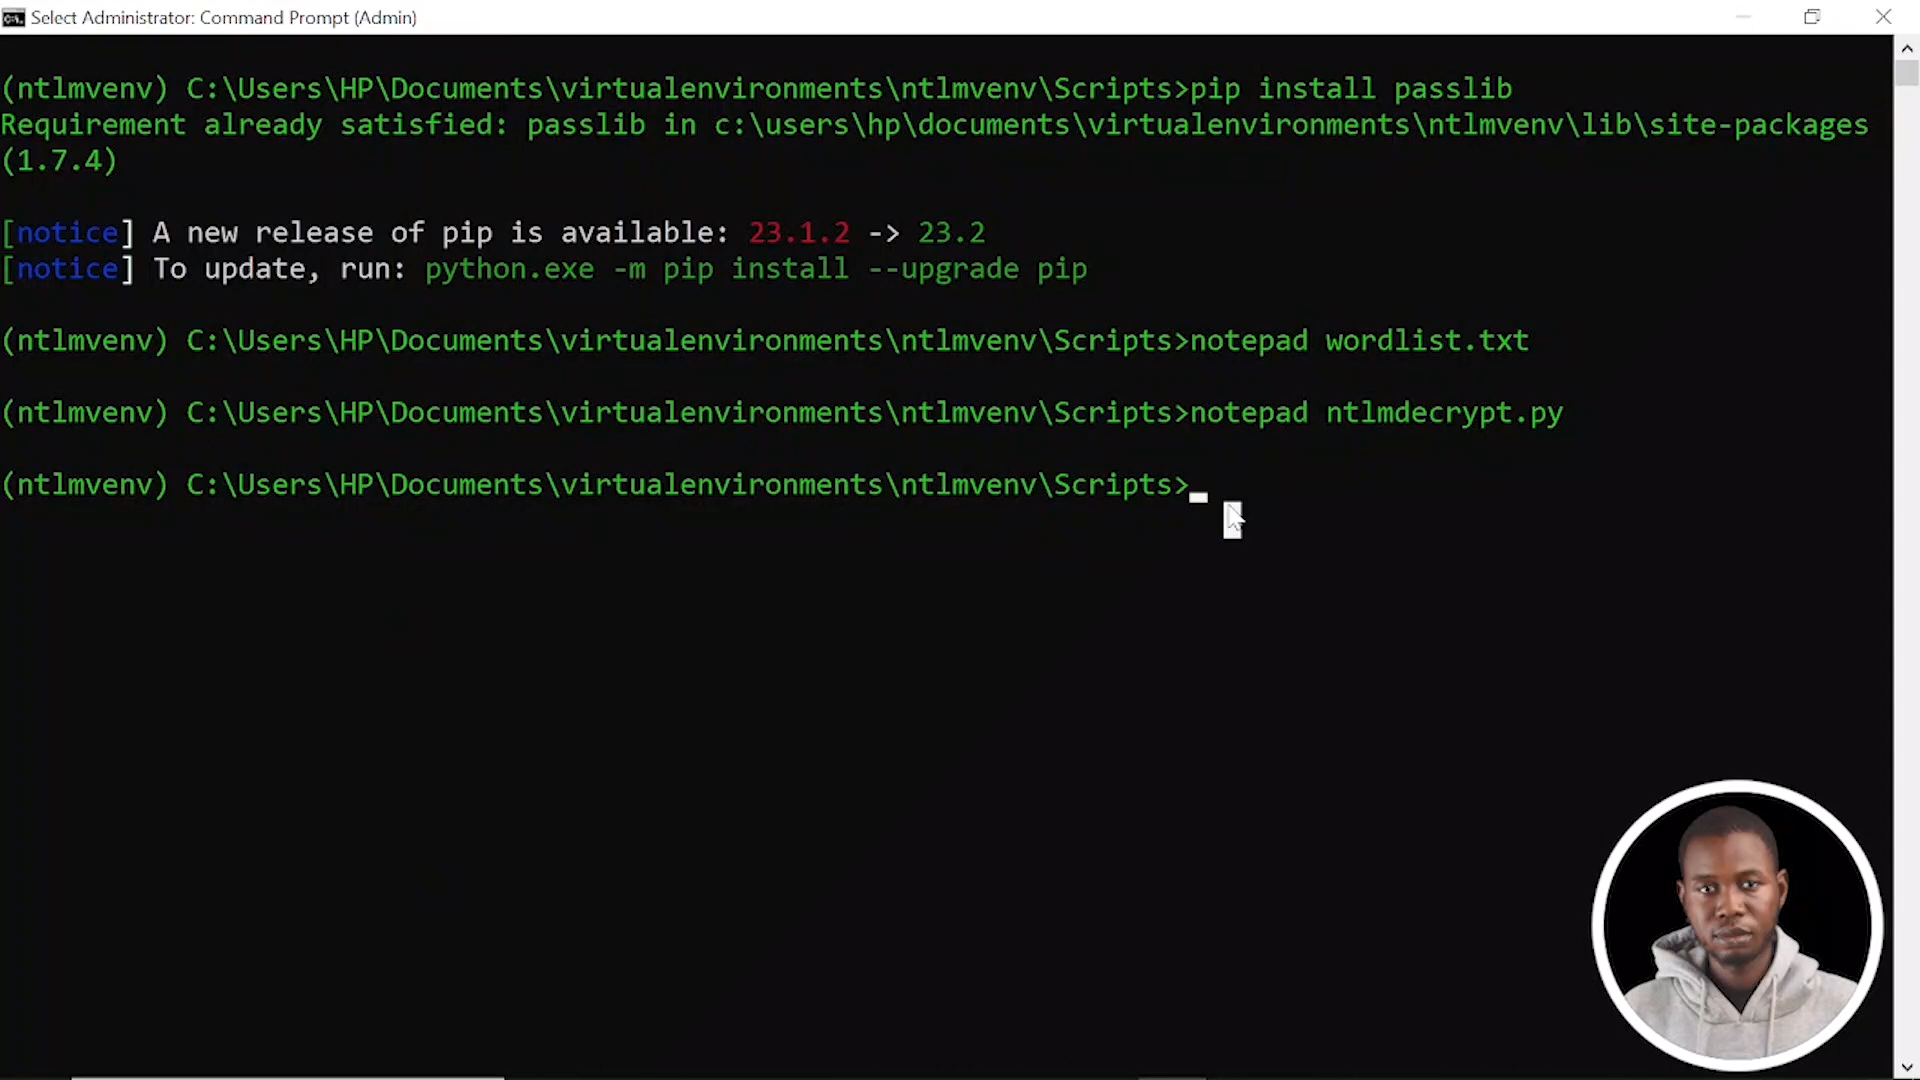 Select Administrator: Command Prompt (Admin)
(ntlmvenv) C:\Users\HP\Documents\virtualenvironments\ntlmvenv\Scripts>pip install passlib
Requirement already satisfied: passlib in c:\users\hp\documents\virtualenvironments\ntlmvenv\lib\site-packages
(1.7.4)
[notice] A new release of pip is available: 23.1.2 -> 23.2
[notice] To update, run: python.exe -m pip install --upgrade pip
(ntlmvenv) C:\Users\HP\Documents\virtualenvironments\ntlmvenv\Scripts>notepad wordlist.txt
(ntlmvenv) C:\Users\HP\Documents\virtualenvironments\ntlmvenv\Scripts>notepad ntlmdecrypt.py
(ntlmvenv) C:\Users\HP\Documents\virtualenvironments\ntlmvenv\Scripts>